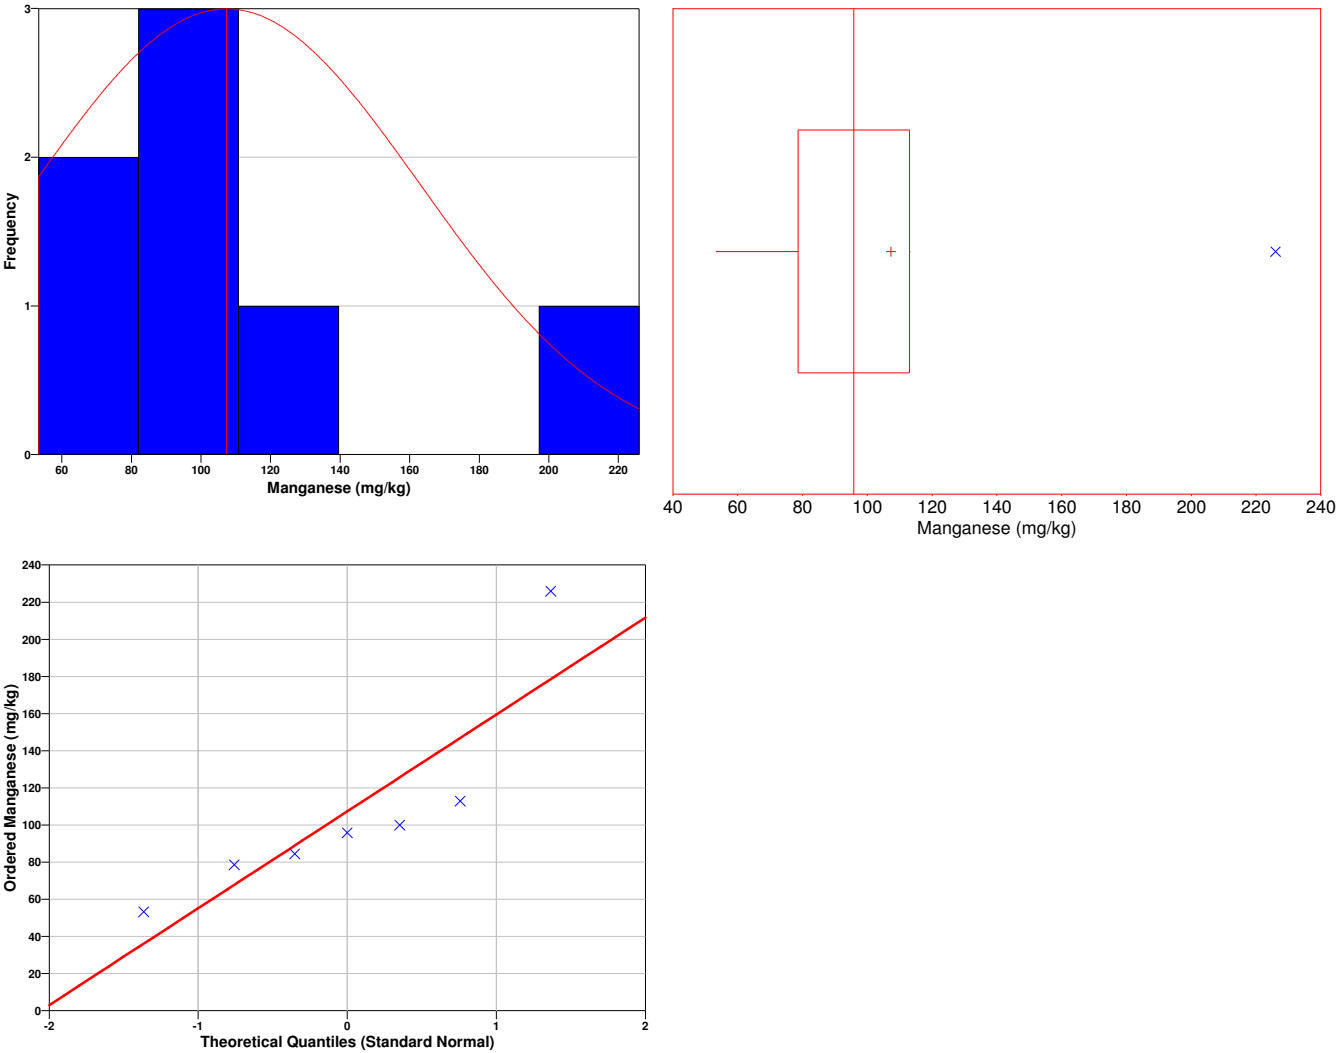 3
2
1
0
Frequency
60 80 100 120 140 160 180 200 220
Manganese (mg/kg)
40 60 80 100 120 140 160 180 200 220 240
Manganese (mg/kg)
240
220
200
180
160
140
120
100
80
60
40
20
0
Ordered Manganese (mg/kg)
-2 -1 0 1 2
Theoretical Quantiles (Standard Normal)